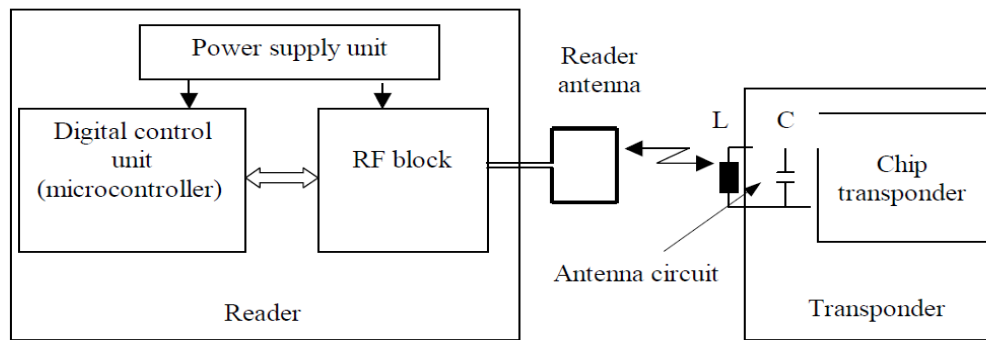 Power supply unit
Digital control
unit
(microcontroller)
RF block
Reader
Reader
antenna
L
C
Chip
transponder
Antenna circuit
Transponder